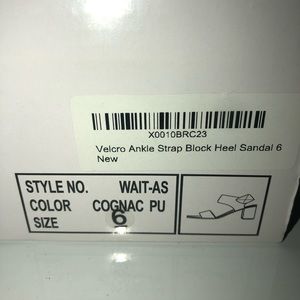 X0010BRC23
Velcro Ankle Strap Block Heel Sandal 6
New
STYLE NO. WAIT-AS
COLOR COGNAC PU
SIZE 6